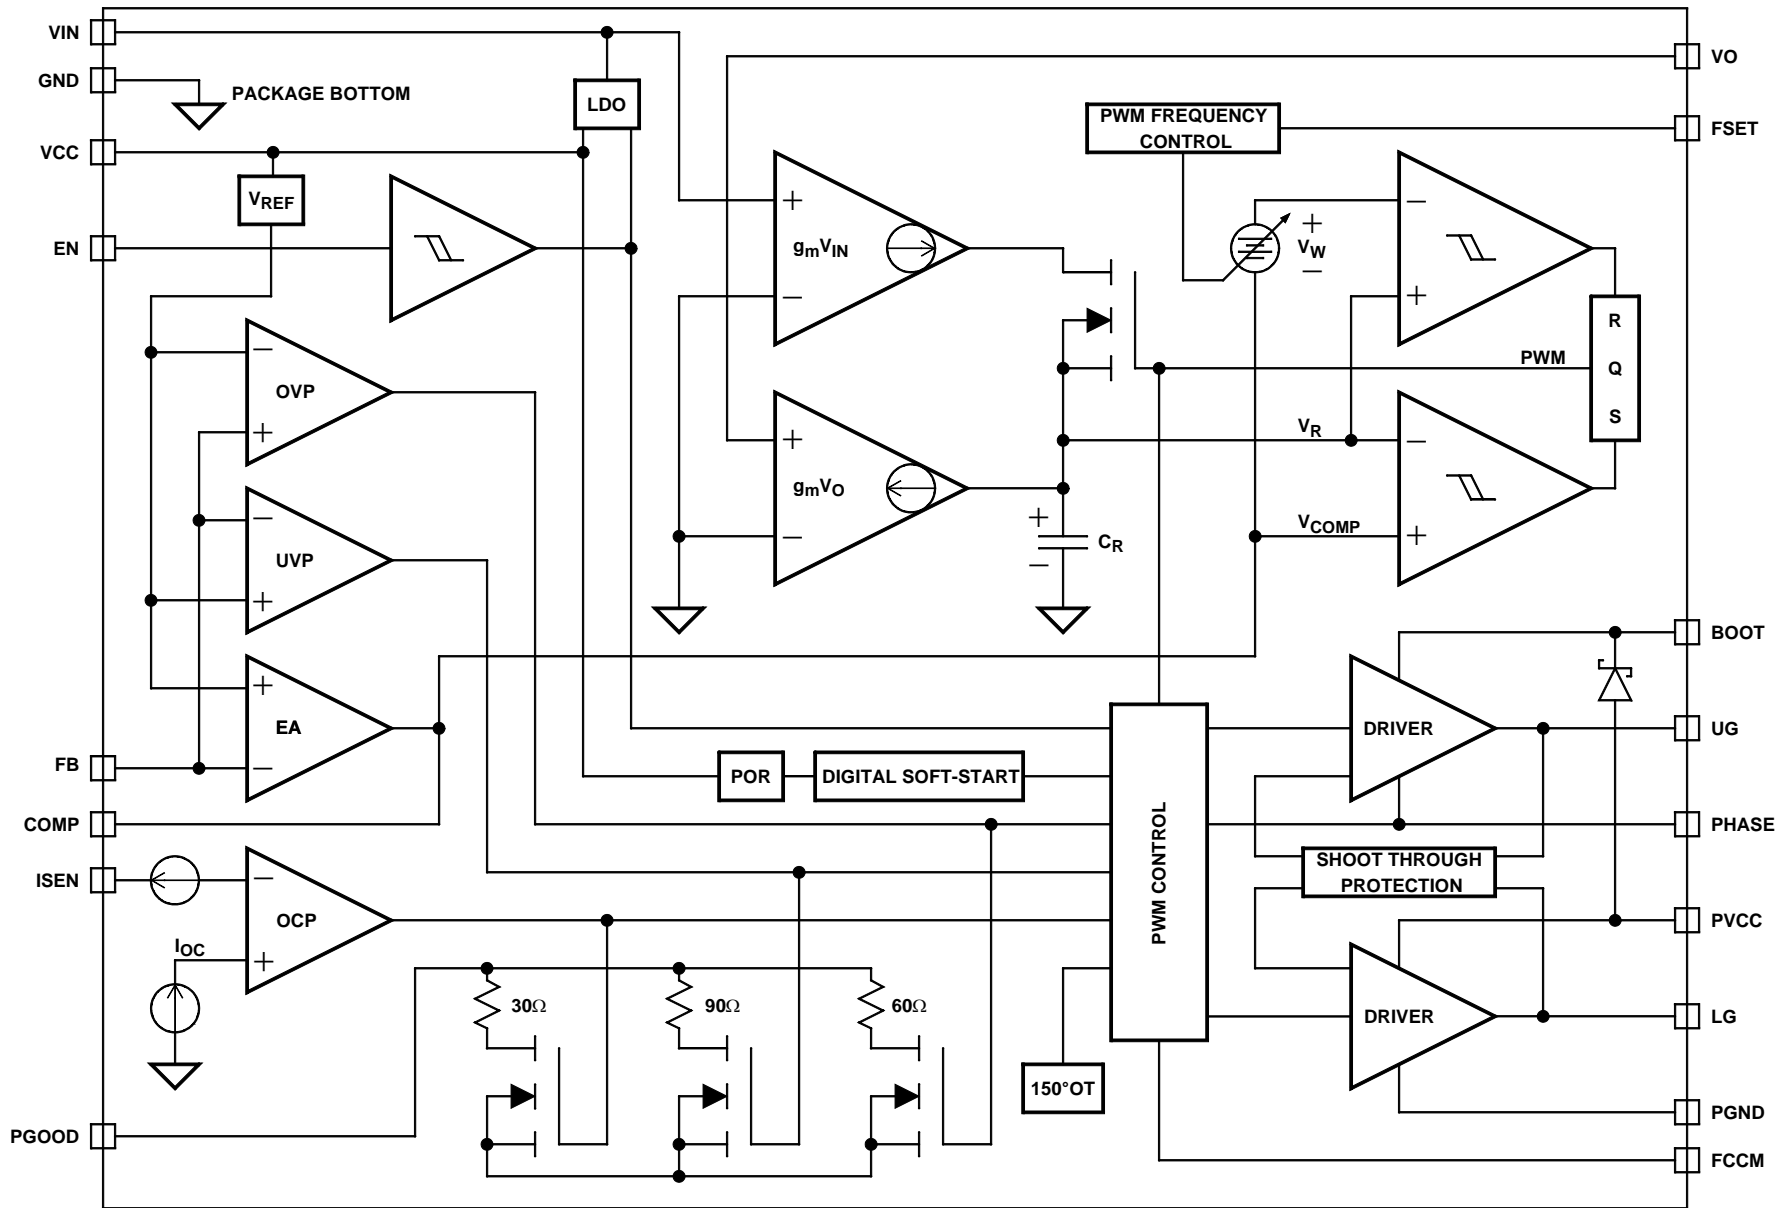 VIN
VO
GND
PACKAGE BOTTOM
LDO
PWM FREQUENCY
CONTROL
FSET
VCC
VREF
EN
gmVIN
+
−
+
VW
−
−
+
R
Q
S
PWM
−
OVP
+
+
gmVO
−
VR
VCOMP
−
+
+
CR
−
−
UVP
+
BOOT
+
EA
−
FB
POR
DIGITAL SOFT-START
DRIVER
UG
COMP
PHASE
PWM CONTROL
SHOOT THROUGH
PROTECTION
ISEN
−
OCP
+
IOC
PVCC
30Ω
90Ω
60Ω
DRIVER
LG
150°OT
PGOOD
PGND
FCCM